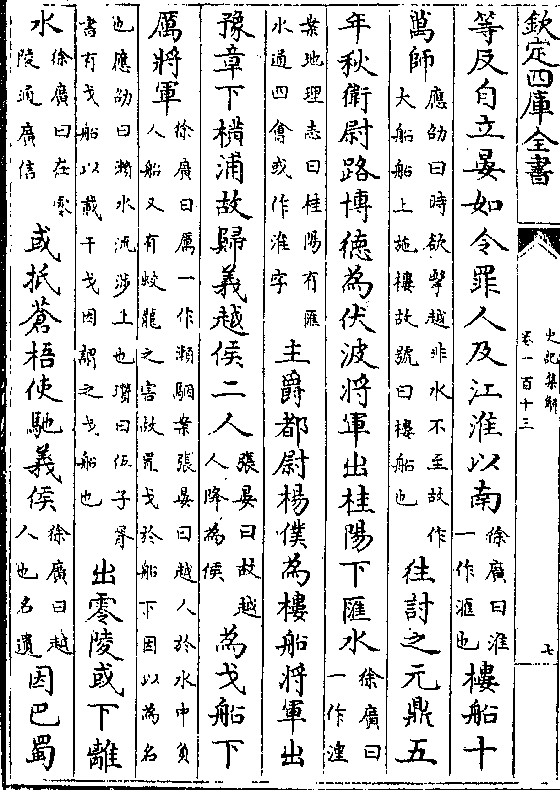 欽定四庫全書
史記集解
卷一百十三
七
等反自立晏如令罪人及江淮以南徐廣曰淮一作滙也樓船十
萬師應劭曰時欲擊越非水不至故作大船船上施樓故號曰樓船也往討之元鼎五
年秋衛尉路博德為伏波將軍出桂陽下匯水徐廣曰一作湟
案地理志曰桂陽有匯水通四會或作淮字主爵都尉楊僕為樓船將軍出
豫章下橫浦故歸義越侯二人張晏曰故越人降為侯為戈船下
厲將軍徐廣曰厲一作瀨駰案張晏曰越人於水中負人船又有蛟龍之害故置戈於船下因以為名
也應劭曰瀨水流涉上也瓚曰伍子胥書有戈船以載干戈因謂之戈船也出零陵或下離
水徐廣曰在零陵通廣信或抵蒼梧使馳義侯徐廣曰越人也名遺因巴蜀